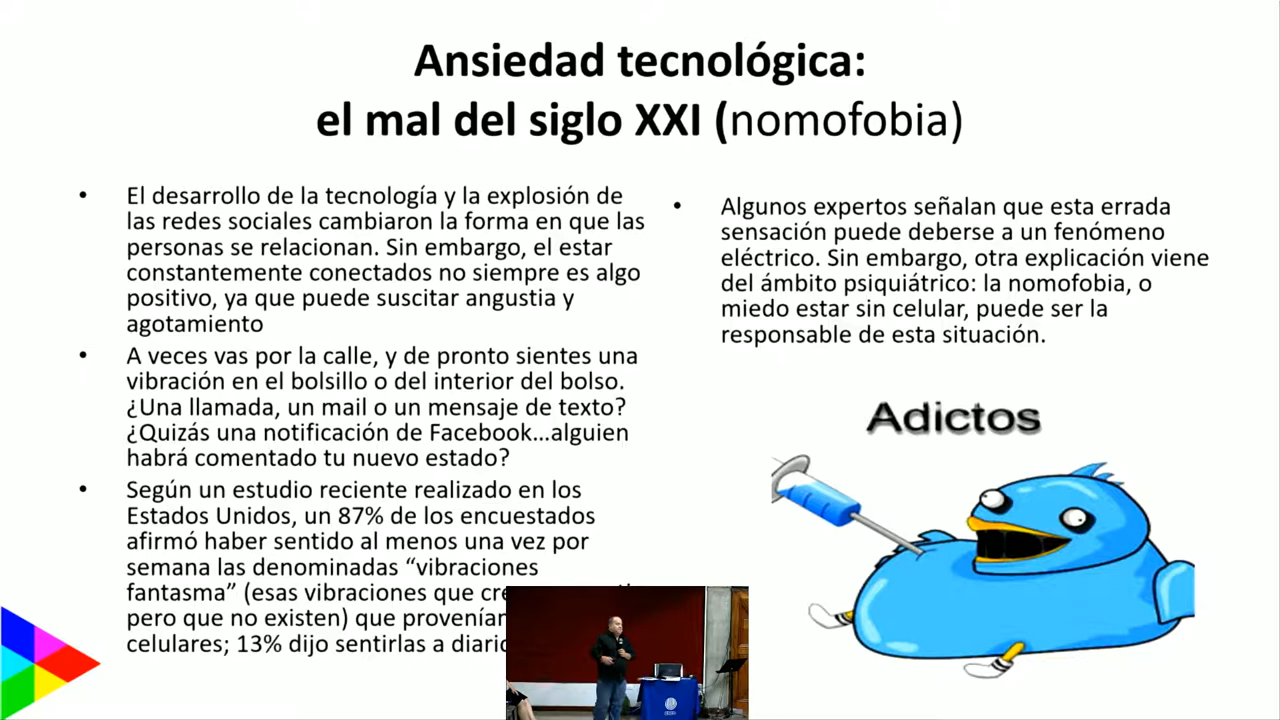 Ansiedad tecnológica:
el mal del siglo XXI (nomofobia)
• El desarrollo de la tecnología y la explosión de
las redes sociales cambiaron la forma en que las
personas se relacionan. Sin embargo, el estar
constantemente conectados no siempre es algo
positivo, ya que puede suscitar angustia y
agotamiento
• A veces vas por la calle, y de pronto sientes una
vibración en el bolsillo o del interior del bolso.
¿Una llamada, un mail o un mensaje de texto?
¿Quizás una notificación de Facebook...alguien
habrá comentado tu nuevo estado?
• Según un estudio reciente realizado en los
Estados Unidos, un 87% de los encuestados
afirmó haber sentido al menos una vez por
semana las denominadas “vibraciones
fantasma” (esas vibraciones que
pero que no existen) que
celulares; 13% dijo sentirlas a
• Algunos expertos señalan que esta errada
sensación puede deberse a un fenómeno
eléctrico. Sin embargo, otra explicación viene
del ámbito psiquiátrico: la nomofobia, o
miedo estar sin celular, puede ser la
responsable de esta situación.
Adictos